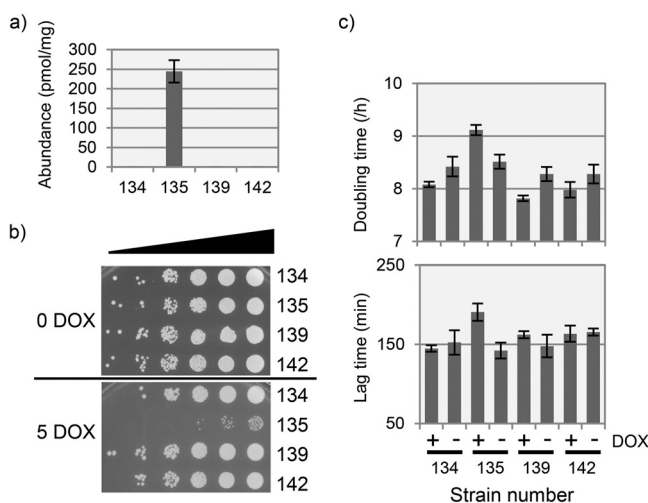 a)
Abundance (pmol/mg)
300
250
200
150
100
50
0
134 135 139 142
b)
0 DOX
134
135
139
142
5 DOX
134
135
139
142
c)
Doubling time (/h)
10
9
8
7
Lag time (min)
250
150
50
+ - + - + - + - DOX
134 135 139 142
Strain number